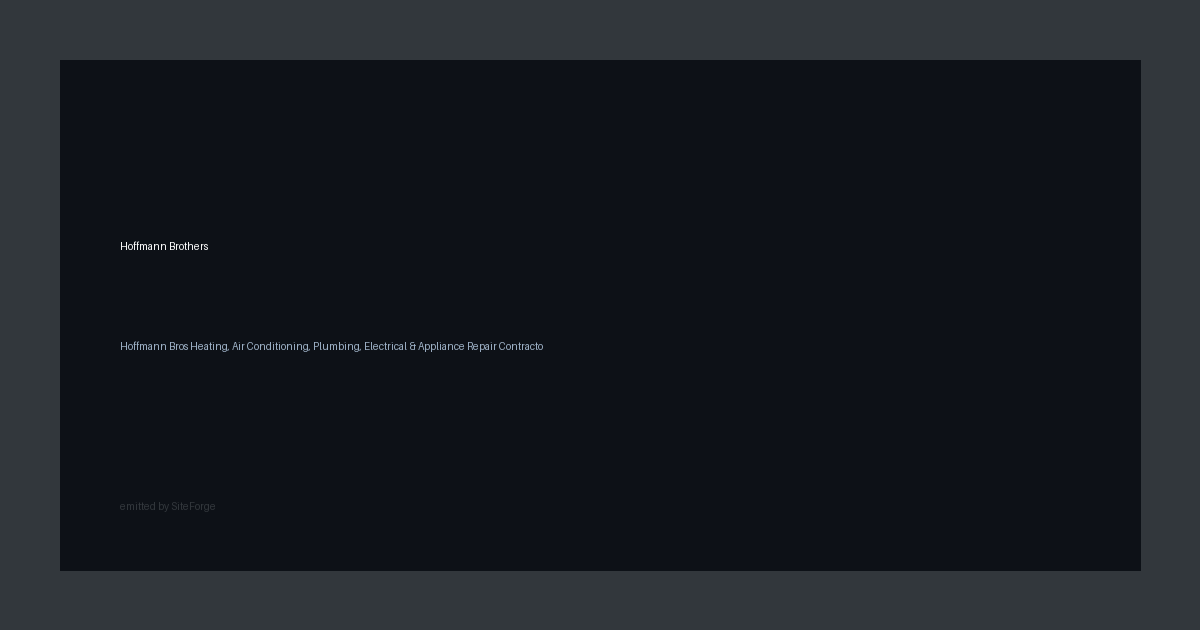 Hoffmann Brothers
Hoffmann Bros Heating, Air Conditioning, Plumbing, Electrical & Appliance Repair Contracto
emitted by SiteForge